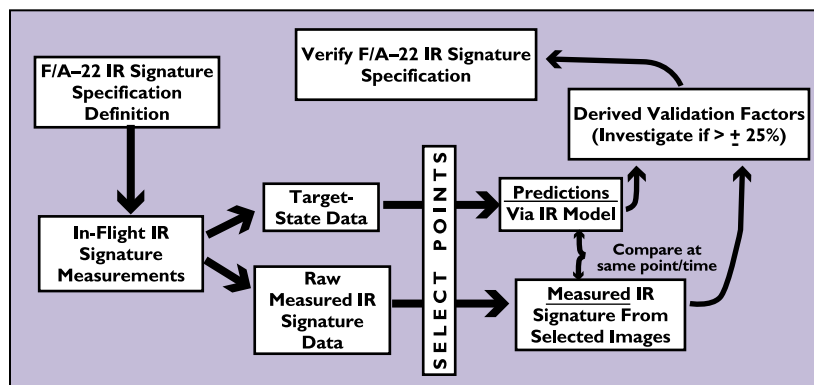 F/A–22 IR Signature
Specification
Definition
Verify F/A–22 IR Signature
Specification
Derived Validation Factors
(Investigate if > ± 25%)
In-Flight IR
Signature
Measurements
Target-
State Data
Raw
Measured IR
Signature
Data
SELECT POINTS
Predictions
Via IR Model
Compare at
same point/time
Measured IR
Signature From
Selected Images